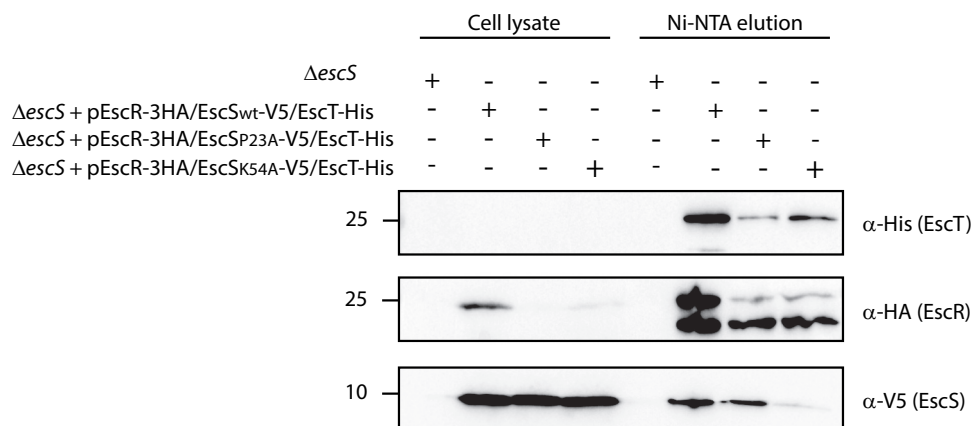 Cell lysate Ni-NTA elution
ΔescS + - - - + - - -
ΔescS + pEscR-3HA/EscSwt-V5/EscT-His - + - - - + - -
ΔescS + pEscR-3HA/EscSP23A-V5/EscT-His - - + - - - + -
ΔescS + pEscR-3HA/EscSK54A-V5/EscT-His - - - + - - - +
25 α-His (EscT)
25 α-HA (EscR)
10 α-V5 (EscS)